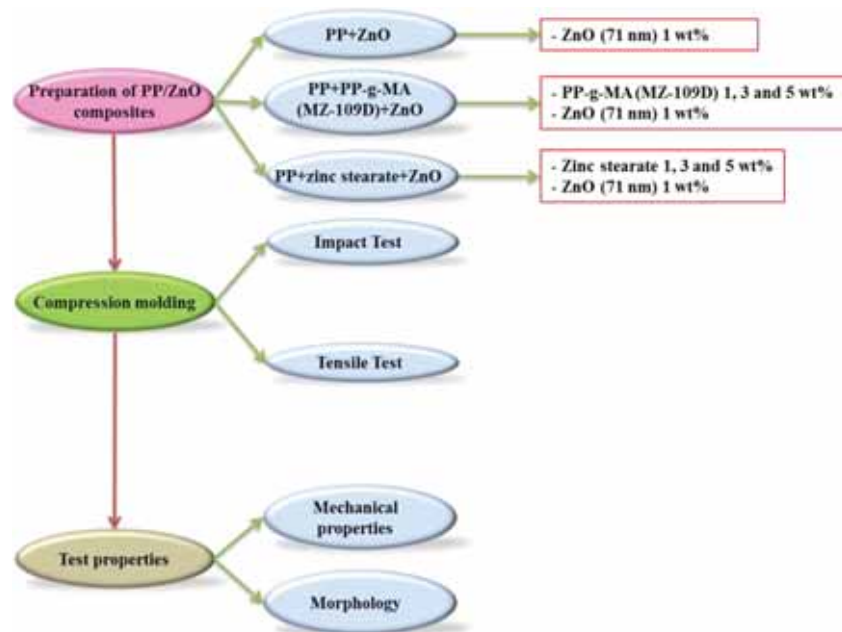 PP+ZnO
- ZnO (71 nm) 1 wt%
Preparation of PP/ZnO
composites
PP+PP-g-MA
(MZ-109D)+ZnO
- PP-g-MA (MZ-109D) 1, 3 and 5 wt%
- ZnO (71 nm) 1 wt%
PP+zinc stearate+ZnO
- Zinc stearate 1, 3 and 5 wt%
- ZnO (71 nm) 1 wt%
Impact Test
Compression molding
Tensile Test
Mechanical
properties
Test properties
Morphology